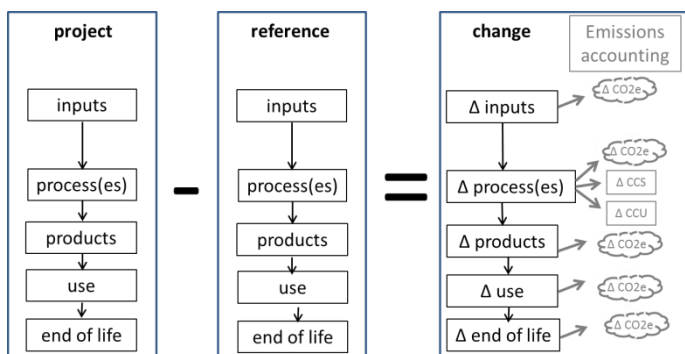 project
inputs
process(es)
products
use
end of life
–
reference
inputs
process(es)
products
use
end of life
=
change
Emissions
accounting
Δ inputs
Δ CO2e
Δ process(es)
Δ CO2e
Δ CCS
Δ CCU
Δ products
Δ CO2e
Δ use
Δ CO2e
Δ end of life
Δ CO2e